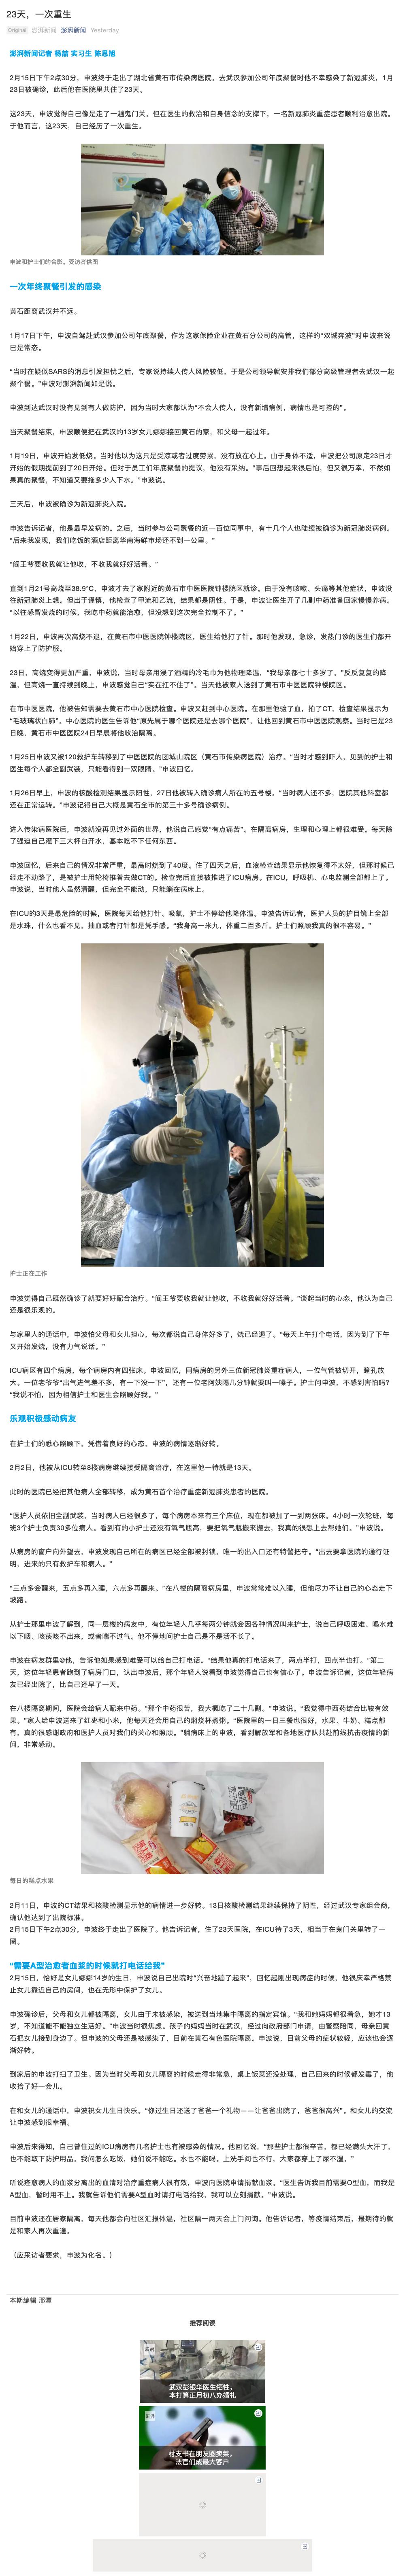 23天，一次重生
Original 澎湃新闻 澎湃新闻 Yesterday
澎湃新闻记者 杨喆 实习生 陈思旭
2月15日下午2点30分，申波终于走出了湖北省黄石市传染病医院。去武汉参加公司年底聚餐时他不幸感染了新冠肺炎，1月
23日被确诊，此后他在医院里共住了23天。
这23天，申波觉得自己像是走了一趟鬼门关。但在医生的救治和自身信念的支撑下，一名新冠肺炎重症患者顺利治愈出院。
于他而言，这23天，自己经历了一次重生。
申波和护士们的合影。受访者供图
一次年终聚餐引发的感染
黄石距离武汉并不远。
1月17日下午，申波自驾赴武汉参加公司年底聚餐，作为这家保险企业在黄石分公司的高管，这样的“双城奔波”对申波来说
已是常态。
“当时在疑似SARS的消息引发担忧之后，专家说持续人传人风险较低，于是公司领导就安排我们部分高级管理者去武汉一起
聚个餐。”申波对澎湃新闻如是说。
申波到达武汉时没有见到有人做防护，因为当时大家都认为“不会人传人，没有新增病例，病情也是可控的”。
当天聚餐结束，申波顺便把在武汉的13岁女儿娜娜接回黄石的家，和父母一起过年。
1月19日，申波开始发低烧。当时他以为这只是受凉或者过度劳累，没有放在心上。由于身体不适，申波把公司原定23日才
开始的假期提前到了20日开始。但对于员工们年底聚餐的提议，他没有采纳。“事后回想起来很后怕，但又很万幸，不然如
果真的聚餐，不知道又要拖多少人下水。”申波说。
三天后，申波被确诊为新冠肺炎入院。
申波告诉记者，他是最早发病的。之后，当时参与公司聚餐的近一百位同事中，有十几个人也陆续被确诊为新冠肺炎病例。
“后来我发现，我们吃饭的酒店距离华南海鲜市场还不到一公里。”
“阎王爷要收我就让他收，不收我就好好活着。”
直到1月21号高烧至38.9°C，申波才去了家附近的黄石市中医医院钟楼院区就诊。由于没有咳嗽、头痛等其他症状，申波没
往新冠肺炎上想。但出于谨慎，他检查了甲流和乙流，结果都是阴性。于是，申波让医生开了几副中药准备回家慢慢养病。
“以往感冒发烧的时候，我吃中药就能治愈，但没想到这次完全控制不了。”
1月22日，申波再次高烧不退，在黄石市中医医院钟楼院区，医生给他打了针。那时他发现，急诊，发热门诊的医生们都开
始穿上了防护服。
23日，高烧变得更加严重，申波说，当时母亲用浸了酒精的冷毛巾为他物理降温，“我母亲都七十多岁了。”反反复复的降
温，但高烧一直持续到晚上，申波感觉自己“实在扛不住了”。当天他被家人送到了黄石市中医医院钟楼院区。
在市中医医院，他被告知需要去黄石市中心医院检查。申波又赶到中心医院。在那里他验了血，拍了CT，检查结果显示为
“毛玻璃状白肺”。中心医院的医生告诉他“原先属于哪个医院还是去哪个医院”，让他回到黄石市中医医院观察。当时已是23
日晚，黄石市中医医院24日早晨将他收治隔离。
1月25日申波又被120救护车转移到了中医医院的团城山院区（黄石市传染病医院）治疗。“当时才感到吓人，见到的护士和
医生每个人都全副武装，只能看得到一双眼睛。”申波回忆。
1月26日早上，申波的核酸检测结果显示阳性，27日他被转入确诊病人所在的五号楼。“当时病人还不多，医院其他科室都
还在正常运转。”申波记得自己大概是黄石全市的第三十多号确诊病例。
进入传染病医院后，申波就没再见过外面的世界，他说自己感觉“有点痛苦”。在隔离病房，生理和心理上都很难受。每天除
了强迫自己灌下三大杯白开水，基本吃不下任何东西。
申波回忆，后来自己的情况非常严重，最高时烧到了40度。住了四天之后，血液检查结果显示他恢复得不太好，但那时候已
经走不动路了，是被护士用轮椅推着去做CT的。检查完后直接被推进了ICU病房。在ICU，呼吸机、心电监测全部都上了。
申波说，当时他人虽然清醒，但完全不能动，只能躺在病床上。
在ICU的3天是最危险的时候，医院每天给他打针、吸氧，护士不停给他降体温。申波告诉记者，医护人员的护目镜上全部
是水珠，什么也看不见，抽血或者打针都是凭手感。“我身高一米九，体重二百多斤，护士们照顾我真的很不容易。”
护士正在工作
申波觉得自己既然确诊了就要好好配合治疗。“阎王爷要收我就让他收，不收我就好好活着。”谈起当时的心态，他认为自己
还是很乐观的。
与家里人的通话中，申波怕父母和女儿担心，每次都说自己身体好多了，烧已经退了。“每天上午打个电话，因为到了下午
又开始发烧，没有力气说话。”
ICU病区有四个病房，每个病房内有四张床。申波回忆，同病房的另外三位新冠肺炎重症病人，一位气管被切开，瞳孔放
大。一位老爷爷“出气进气差不多，有一下没一下”，还有一位老阿姨隔几分钟就要叫一嗓子。护士问申波，不感到害怕吗？
“我说不怕，因为相信护士和医生会照顾好我。”
乐观积极感动病友
在护士们的悉心照顾下，凭借着良好的心态，申波的病情逐渐好转。
2月2日，他被从ICU转至8楼病房继续接受隔离治疗，在这里他一待就是13天。
此时的医院已经把其他病人全部转移，成为黄石首个治疗重症新冠肺炎患者的医院。
“医护人员依旧全副武装，当时病人已经很多了，每个病房本来有三个床位，现在都被加了一到两张床。4小时一次轮班，每
班3个护士负责30多位病人。看到有的小护士还没有氧气瓶高，要把氧气瓶搬来搬去，我真的很想上去帮她们。”申波说。
从病房的窗户向外望去，申波发现自己所在的病区已经全部被封锁，唯一的出入口还有特警把守。“出去要拿医院的通行证
明，进来的只有救护车和病人。”
“三点多会醒来，五点多再入睡，六点多再醒来。”在八楼的隔离病房里，申波常常难以入睡，但他尽力不让自己的心态走下
坡路。
从护士那里申波了解到，同一层楼的病友中，有位年轻人几乎每两分钟就会因各种情况叫来护士，说自己呼吸困难、喝水难
以下咽、咳痰咳不出来，或者端不过气。他不停地问护士自己是不是活不长了。
申波在病友群里@他，告诉他如果感到难受可以给自己打电话。“结果他真的打电话来了，两点半打，四点半也打。”第二
天，这位年轻患者跑到了病房门口，认出申波后，那个年轻人说看到申波觉得自己也有信心了。申波告诉记者，这位年轻病
友已经出院了，比自己还早了一天。
在八楼隔离期间，医院会给病人配来中药。“那个中药很苦，我大概吃了二十几副。”申波说。“我觉得中西药结合比较有效
果。”家人给申波送来了红枣和小米，他每天还会用自己的焖烧杯煮粥。“医院里的一日三餐也很好，水果、牛奶、糕点都
有，真的很感谢政府和医护人员对我们的关心和照顾。”躺病床上的申波，看到解放军和各地医疗队共赴前线抗击疫情的新
闻，非常感动。
每日的糕点水果
2月11日，申波的CT结果和核酸检测显示他的病情进一步好转。13日核酸检测结果继续保持了阴性，经过武汉专家组会商，
确认他达到了出院标准。
2月15日下午2点30分，申波终于走出了医院了。他告诉记者，住了23天医院，在ICU待了3天，相当于在鬼门关里转了一
圈。
“需要A型治愈者血浆的时候就打电话给我”
2月15日，恰好是女儿娜娜14岁的生日，申波说自己出院时“兴奋地蹦了起来”，回忆起刚出现病症的时候，他很庆幸严格禁
止女儿靠近自己的房间，也在无形中保护了女儿。
申波确诊后，父母和女儿都被隔离，女儿由于未被感染，被送到当地集中隔离的指定宾馆。“我和她妈妈都很着急，她才13
岁，不知道能不能独立生活好。”申波当时很焦虑。孩子的妈妈当时在武汉，经过向政府部门申请，由警察陪同，母亲回黄
石把女儿接到身边了。但申波的父母还是被感染了，目前在黄石有色医院隔离。申波说，目前父母的症状较轻，应该也会逐
渐好转。
到家后的申波打扫了卫生。因为当时父母和女儿隔离的时候走得非常急，桌上饭菜还没处理，自己回来的时候都发霉了，他
收拾了好一会儿。
在和女儿的通话中，申波祝女儿生日快乐。“你过生日还送了爸爸一个礼物——让爸爸出院了，爸爸很高兴”。和女儿的交流
让申波感到很幸福。
申波后来得知，自己曾住过的ICU病房有几名护士也有被感染的情况。他回忆说，“那些护士都很辛苦，都已经满头大汗了，
也不能取下防护用品。我问怎么吃饭，她们说不能吃。水也不能喝。上洗手间也不行，大家都穿上了尿不湿。”
听说经愈病人的血浆分离出的血清对治疗重症病人很有效，申波向医院申请捐献血浆。“医生告诉我目前需要O型血，而我是
A型血，暂时用不上。我就告诉他们需要A型血时请打电话给我，我可以立刻捐献。”申波说。
目前申波还在居家隔离，每天他都会向社区汇报体温，社区隔一两天会上门问询。他告诉记者，等疫情结束后，最期待的就
是和家人再次重逢。
（应采访者要求，申波为化名。）
本期编辑 邢潭
推荐阅读
武汉彭银华医生牺牲，
本打算正月初八办婚礼
村支书在朋友圈卖菜，
法官们成最大客户